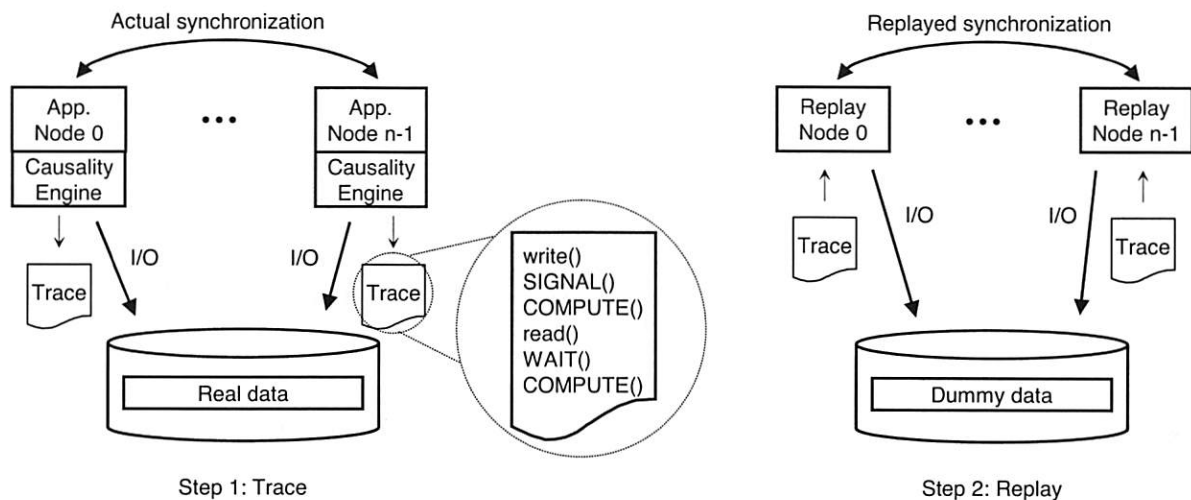 Actual synchronization
App.
Node 0
• • •
App.
Node n-1
Causality
Engine
Causality
Engine
I/O
I/O
Trace
Trace
write()
SIGNAL()
COMPUTE()
read()
WAIT()
COMPUTE()
Real data
Step 1: Trace
Replayed synchronization
Replay
Node 0
• • •
Replay
Node n-1
I/O
I/O
Trace
Trace
Dummy data
Step 2: Replay